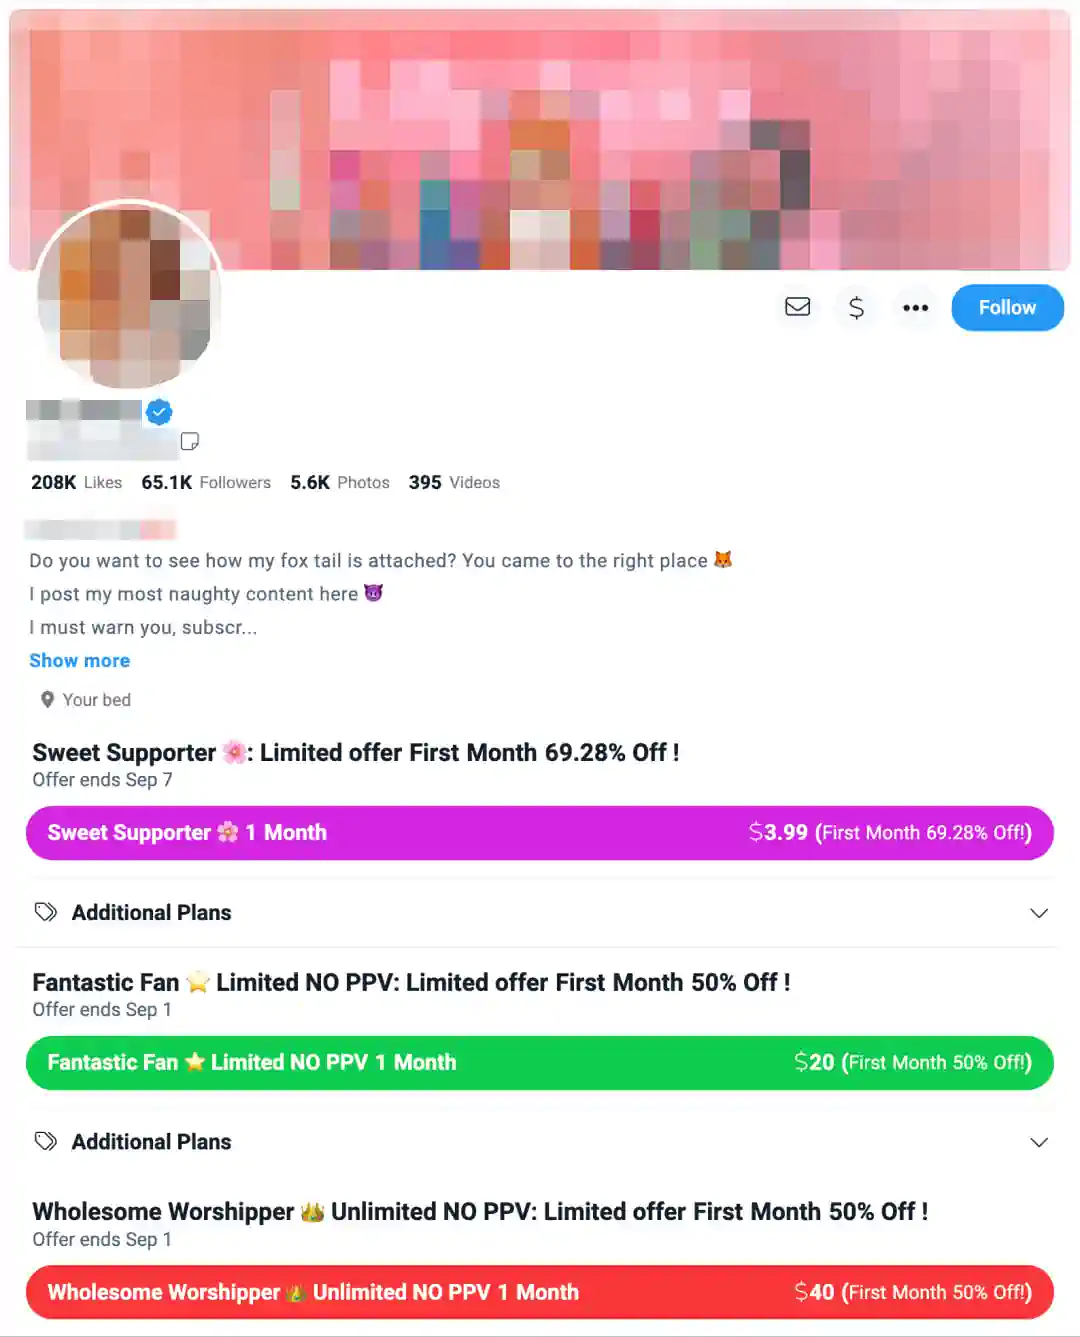 Follow
208K Likes 65.1K Followers 5.6K Photos 395 Videos
Do you want to see how my fox tail is attached? You came to the right place 🦊
I post my most naughty content here 😈
I must warn you, subscr...
Show more
Your bed
Sweet Supporter 🌸: Limited offer First Month 69.28% Off !
Offer ends Sep 7
Sweet Supporter 🌸 1 Month $3.99 (First Month 69.28% Off!)
Additional Plans
Fantastic Fan ⭐ Limited NO PPV: Limited offer First Month 50% Off !
Offer ends Sep 1
Fantastic Fan ⭐ Limited NO PPV 1 Month $20 (First Month 50% Off!)
Additional Plans
Wholesome Worshipper 👑 Unlimited NO PPV: Limited offer First Month 50% Off !
Offer ends Sep 1
Wholesome Worshipper 👑 Unlimited NO PPV 1 Month $40 (First Month 50% Off!)